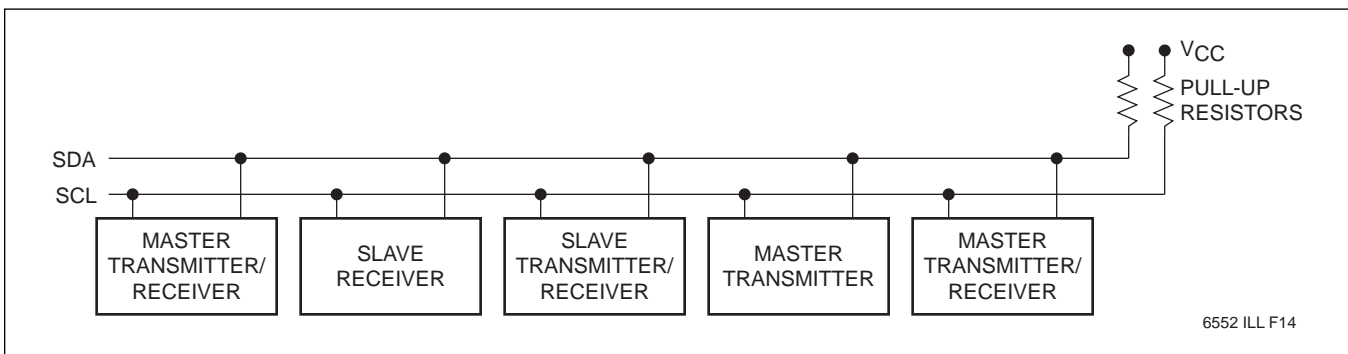 VCC
PULL-UP
RESISTORS
SDA
SCL
MASTER
TRANSMITTER/
RECEIVER
SLAVE
RECEIVER
SLAVE
TRANSMITTER/
RECEIVER
MASTER
TRANSMITTER
MASTER
TRANSMITTER/
RECEIVER
6552 ILL F14